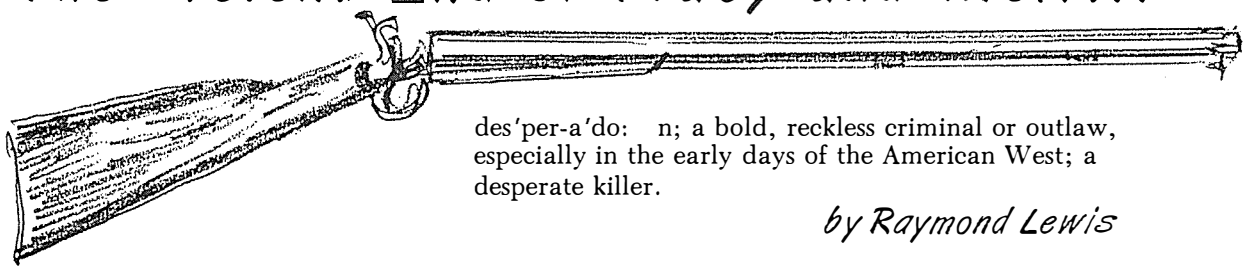 des'per-a'do: n; a bold, reckless criminal or outlaw,
especially in the early days of the American West; a
desperate killer.
by Raymond Lewis